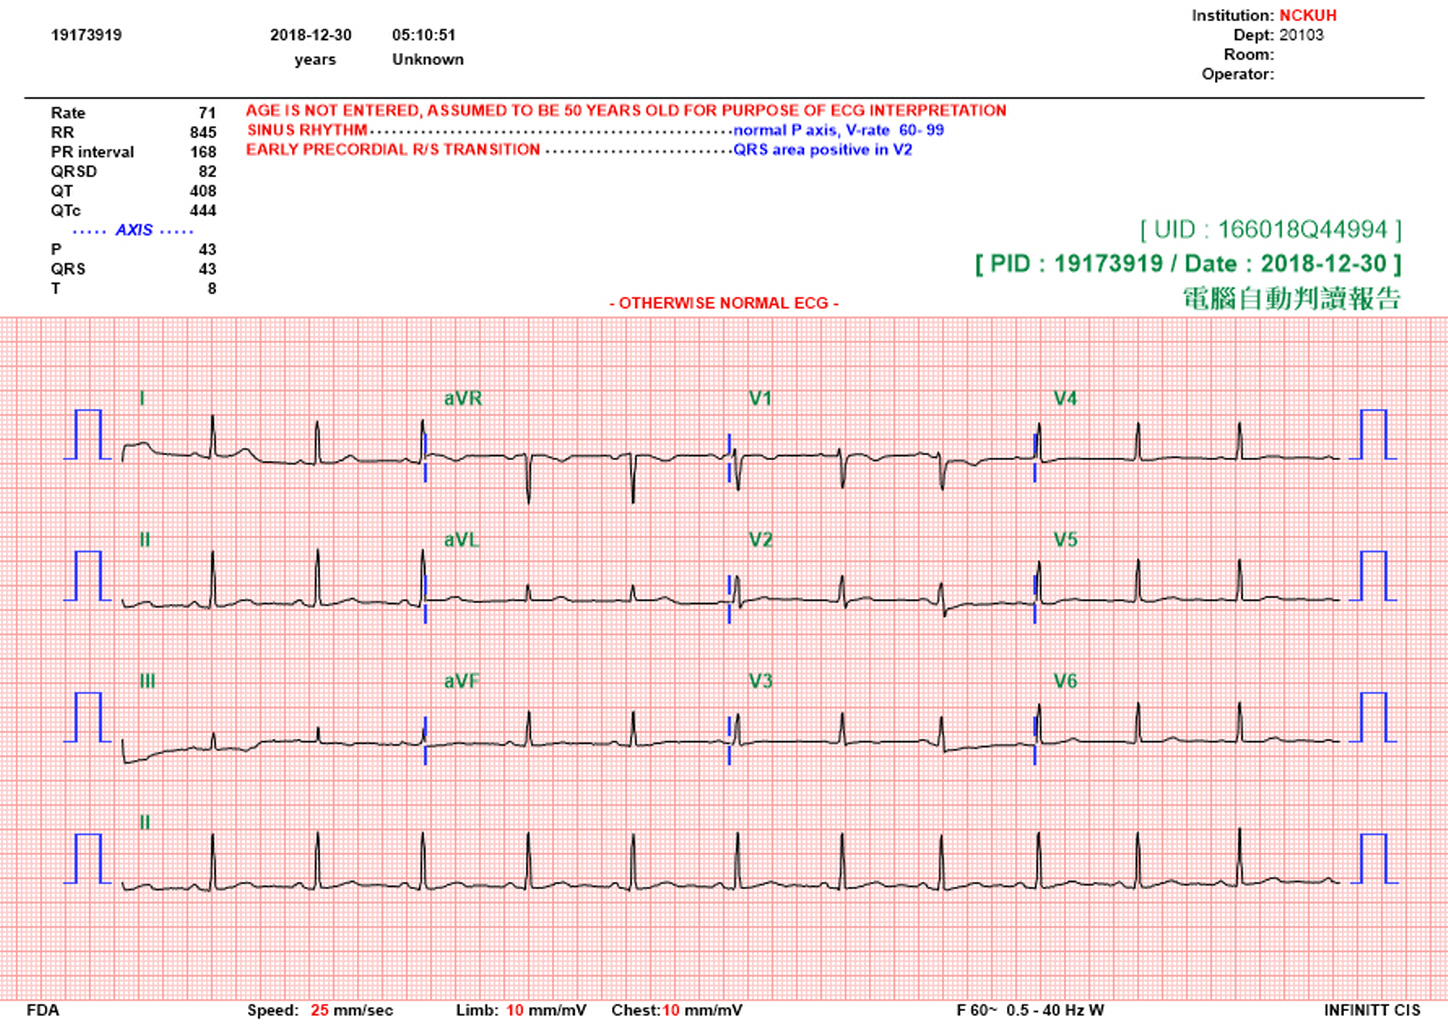 Institution: NCKUH
19173919 2018-12-30 05:10:51 Dept: 20103
Room:
years Unknown
Operator:
Rate 71 AGE IS NOT ENTERED, ASSUMED TO BE 50 YEARS OLD FOR PURPOSE OF ECG INTERPRETATION
RR 845 SINUS RHYTHM normal P axis, V-rate 60- 99
PR interval 168 EARLY PRECORDIAL R/S TRANSITION QRS area positive in V2
QRSD 82
QT 408
QTc 444
AXIS
[ UID : 166018Q44994 ]
P 43
QRS 43
[ PID : 19173919 / Date : 2018-12-30 ]
T 8
- OTHERWISE NORMAL ECG -
電腦自動判讀報告
I aVR V1 V4
II aVL V2 V5
III aVF V3 V6
II
FDA Speed: 25 mm/sec Limb: 10 mm/mV Chest:10 mm/mV F 60~ 0.5 - 40 Hz W INFINITT CIS